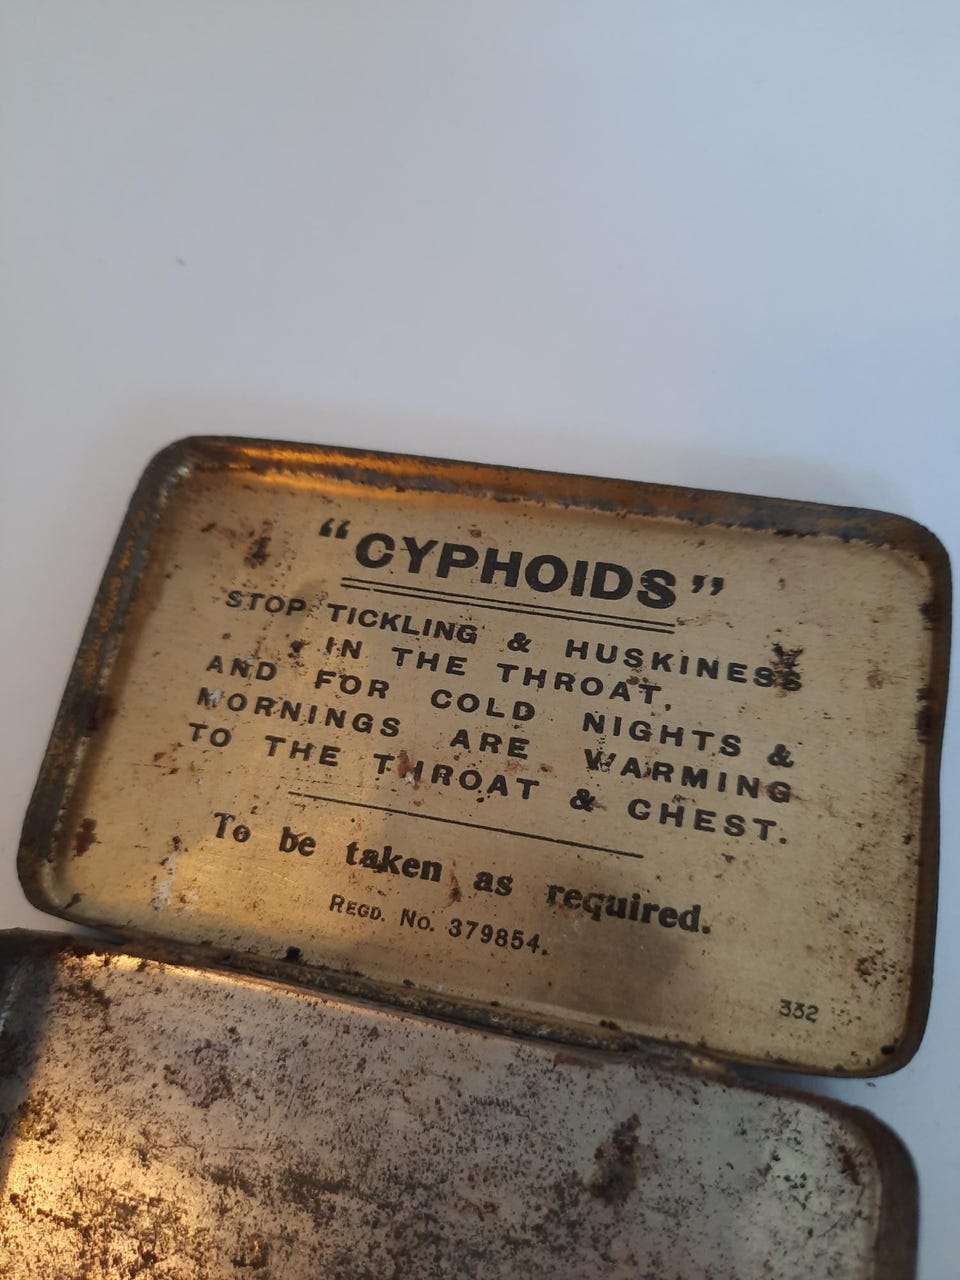 “CYPHOIDS”
STOP TICKLING & HUSKINESS
IN THE THROAT,
AND FOR COLD NIGHTS &
MORNINGS ARE WARMING
TO THE THROAT & CHEST.
To be taken as required.
REGD. NO. 379854.
332